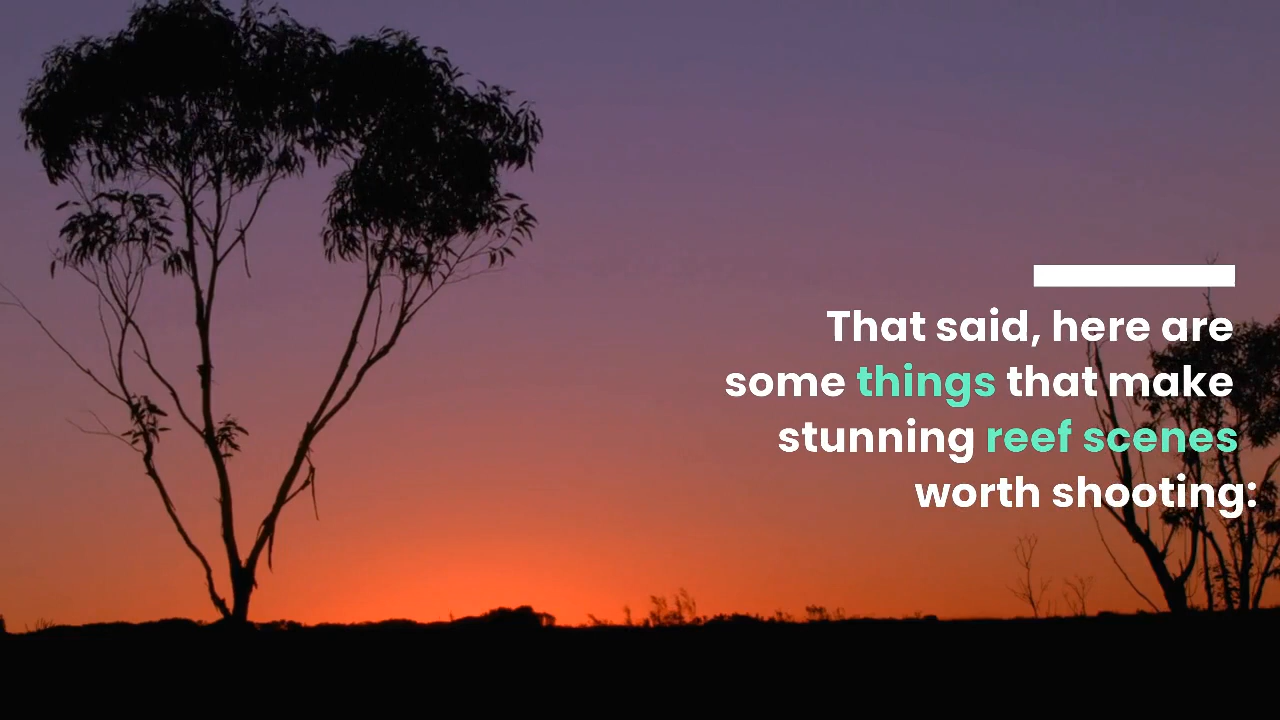 That said, here are
some things that make
stunning reef scenes
worth shooting: